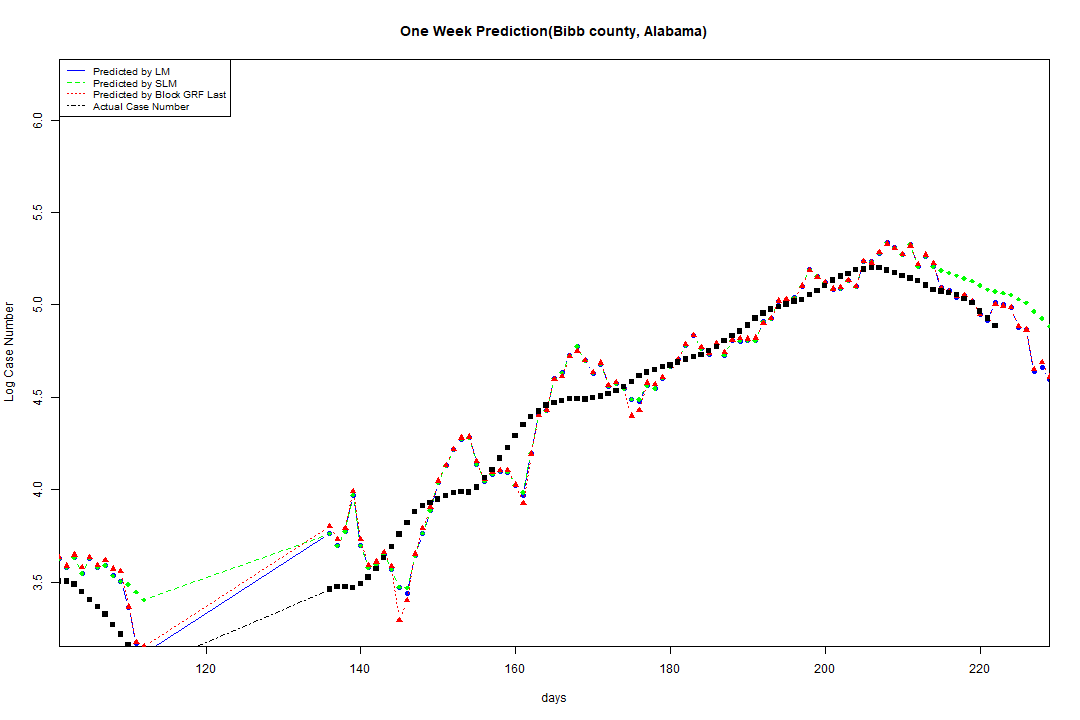 One Week Prediction(Bibb county, Alabama)
Predicted by LM
Predicted by SLM
Predicted by Block GRF Last
Actual Case Number
6.0
5.5
5.0
4.5
4.0
3.5
Log Case Number
120 140 160 180 200 220
days